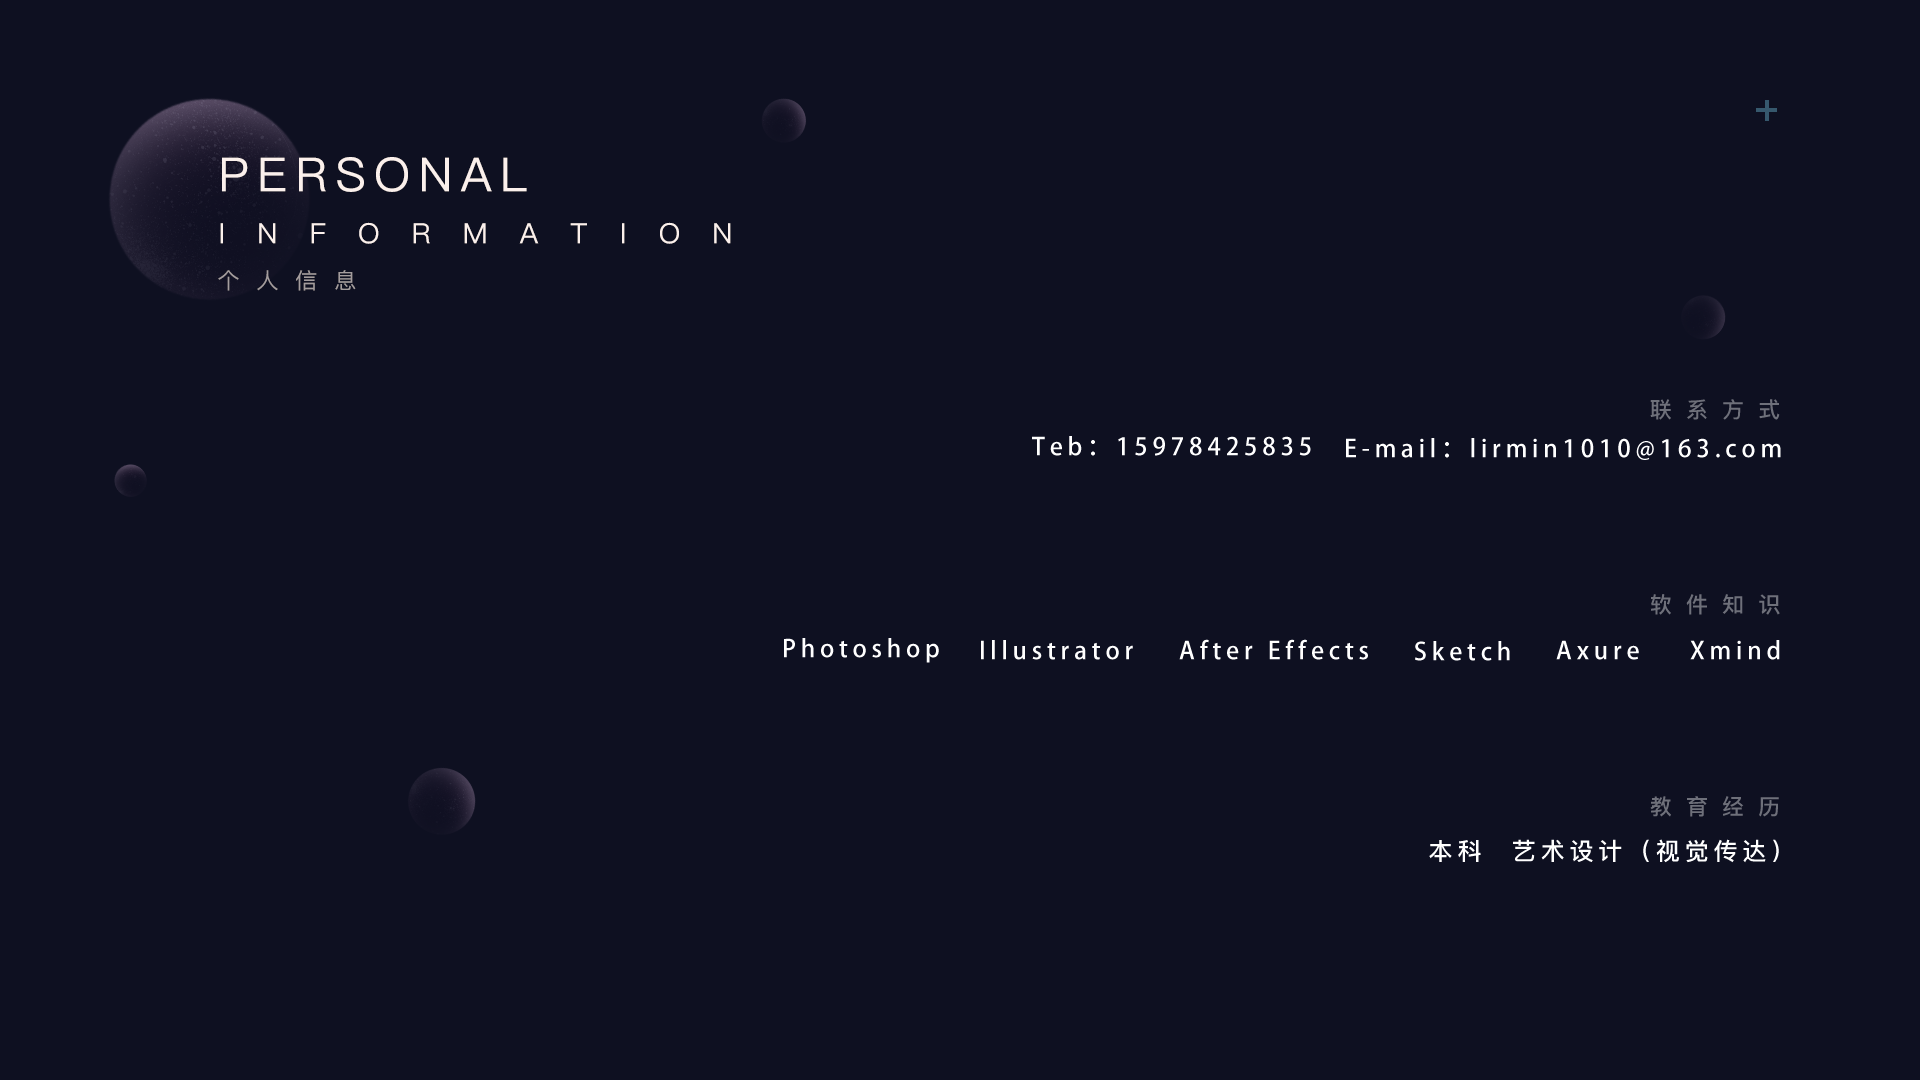 PERSONAL
INFORMATION
个人信息
联系方式
Teb：15978425835 E-mail：lirmin1010@163.com
软件知识
Photoshop Illustrator After Effects Sketch Axure Xmind
教育经历
本科 艺术设计（视觉传达）